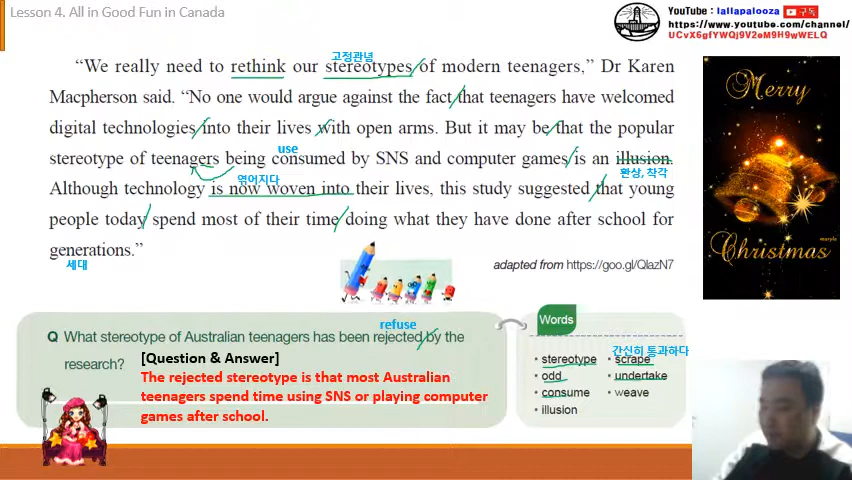 Lesson 4. All in Good Fun in Canada
YouTube : lallapalooza 구독
https://www.youtube.com/channel/
UCvX6gfYWQj9V2eM9H9wWELQ
고정관념
“We really need to rethink our stereotypes of modern teenagers,” Dr Karen
Macpherson said. “No one would argue against the fact that teenagers have welcomed
digital technologies into their lives with open arms. But it may be that the popular
use
stereotype of teenagers being consumed by SNS and computer games is an illusion.
엮어지다
환상, 착각
Although technology is now woven into their lives, this study suggested that young
people today spend most of their time doing what they have done after school for
generations.”
세대
adapted from https://goo.gl/QlazN7
Merry
Christmas
refuse
Q What stereotype of Australian teenagers has been rejected by the
research?
[Question & Answer]
The rejected stereotype is that most Australian
teenagers spend time using SNS or playing computer
games after school.
Words
간신히 통과하다
• stereotype • scrape
• odd • undertake
• consume • weave
• illusion